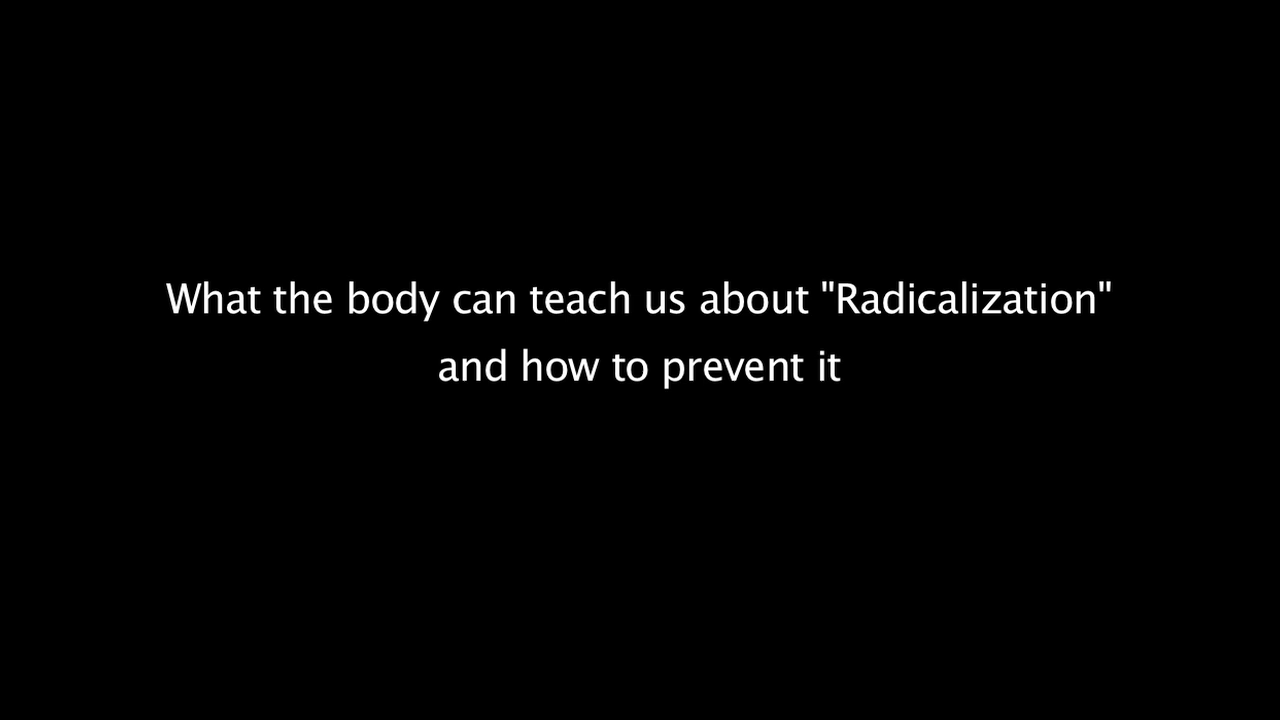 What the body can teach us about "Radicalization"
and how to prevent it